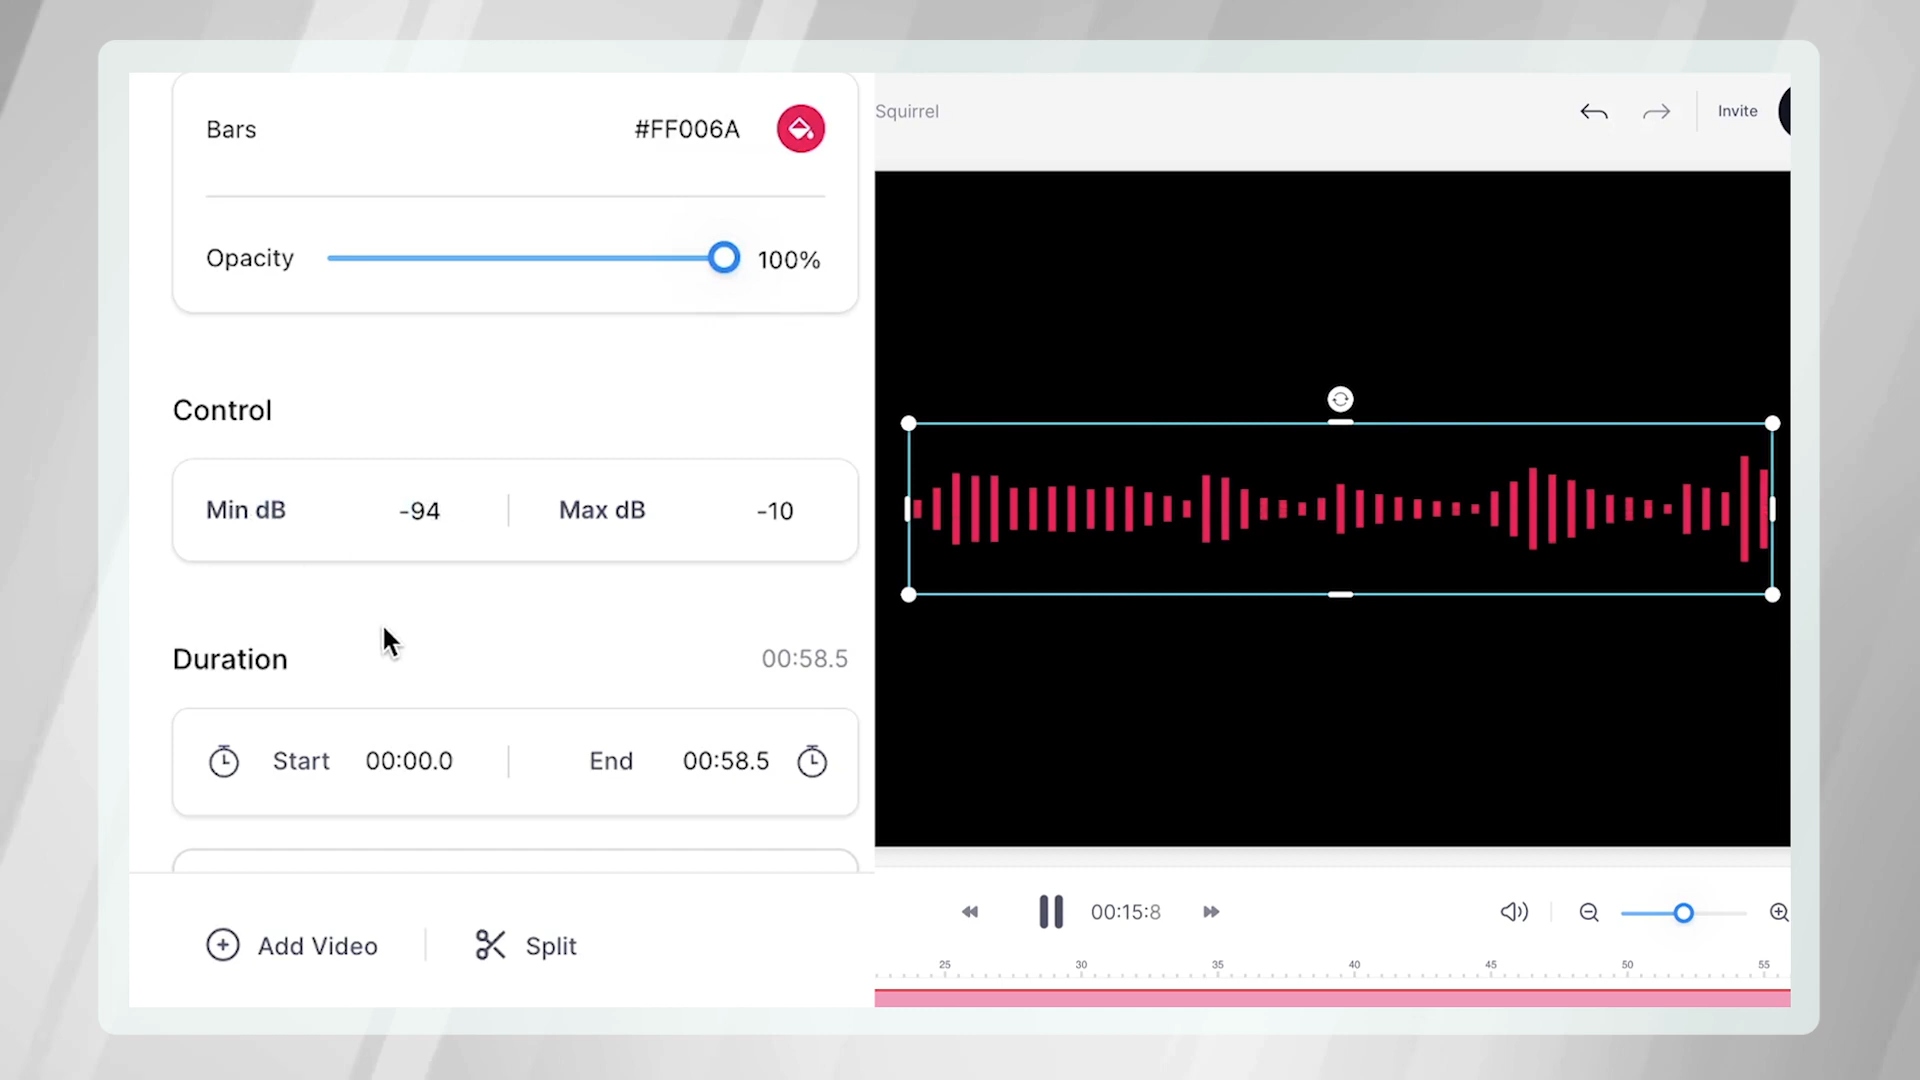 Bars #FF006A
Opacity 100%
Control
Min dB -94 Max dB -10
Duration 00:58.5
Start 00:00.0 End 00:58.5
Add Video Split
Squirrel Invite
00:15:8
25 30 35 40 45 50 55